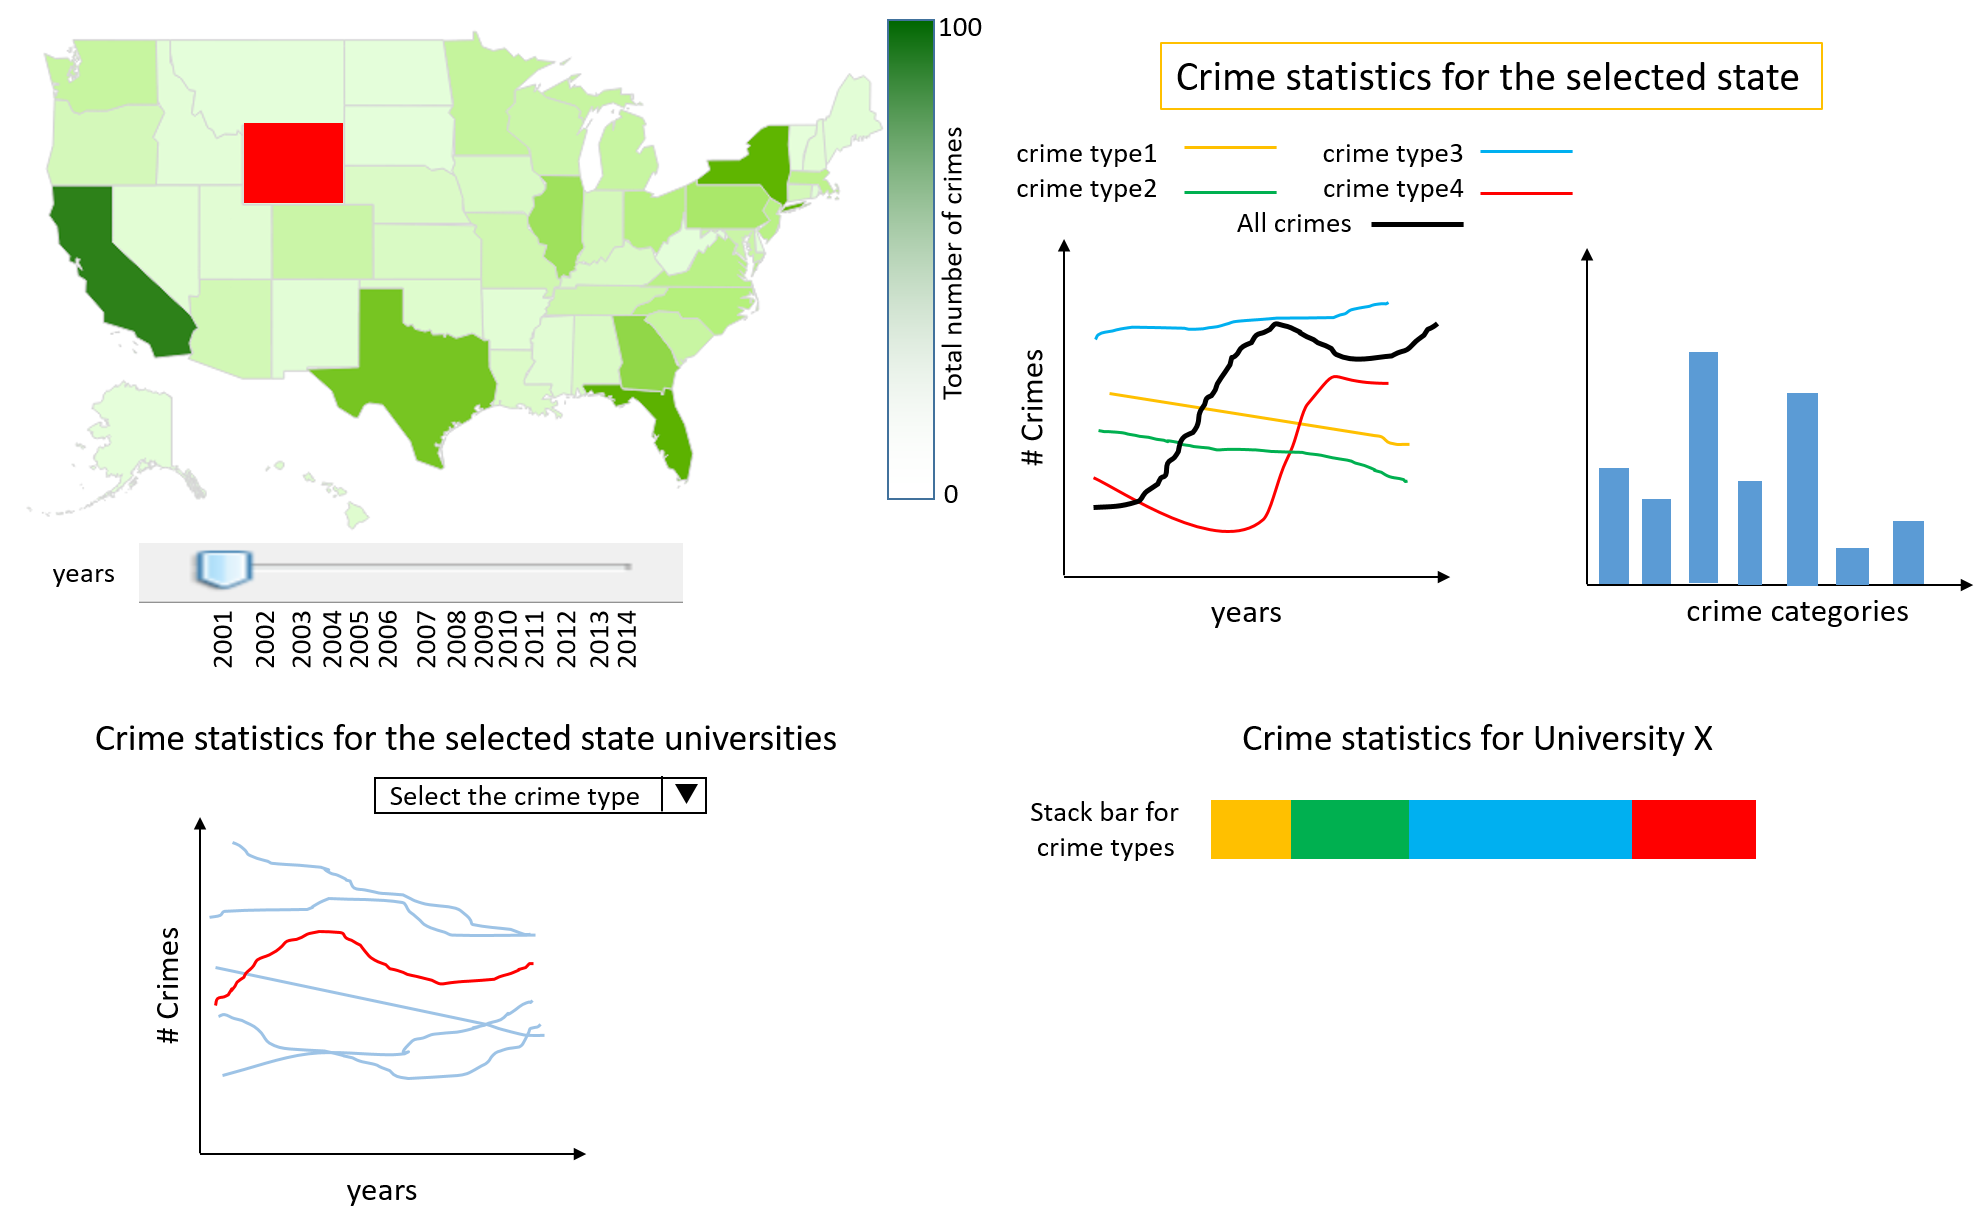 100
Total number of crimes
0
years
2001
2002
2003
2004
2005
2006
2007
2008
2009
2010
2011
2012
2013
2014
Crime statistics for the selected state
crime type1
crime type3
crime type2
crime type4
All crimes
# Crimes
years
crime categories
Crime statistics for the selected state universities
Select the crime type
# Crimes
years
Crime statistics for University X
Stack bar for
crime types